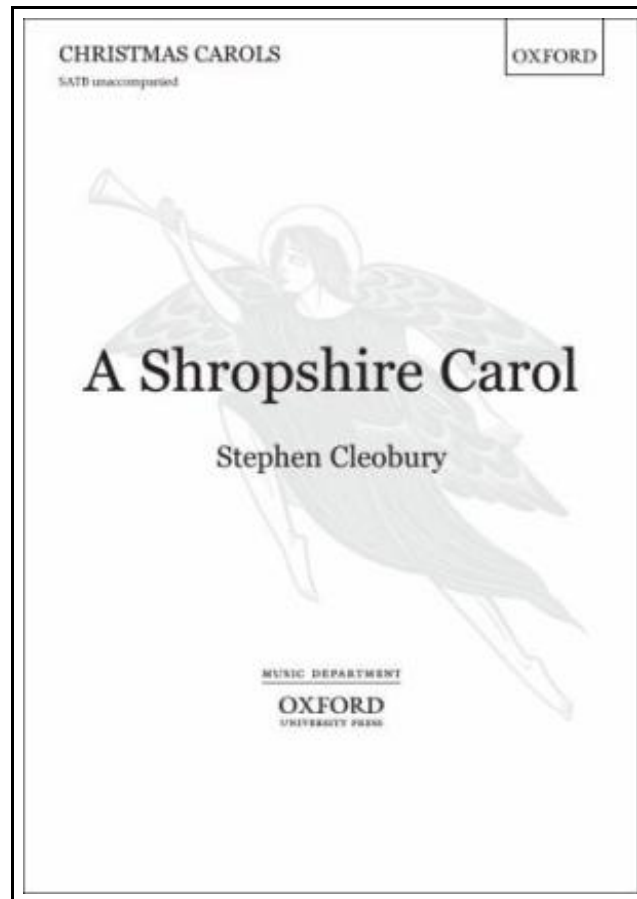 CHRISTMAS CAROLS
OXFORD
SATB unaccompanied
A Shropshire Carol
Stephen Cleobury
MUSIC DEPARTMENT
OXFORD
UNIVERSITY PRESS